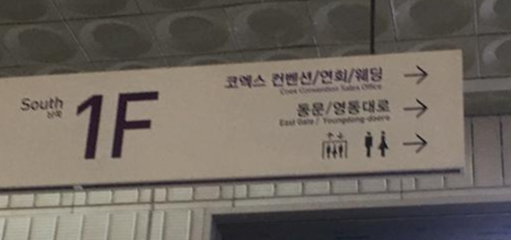 South
남쪽
1F
코엑스 컨벤션/연회/웨딩
Coex Convention Sales Office
동문/영동대로
East Gate / Yeongdong-daero